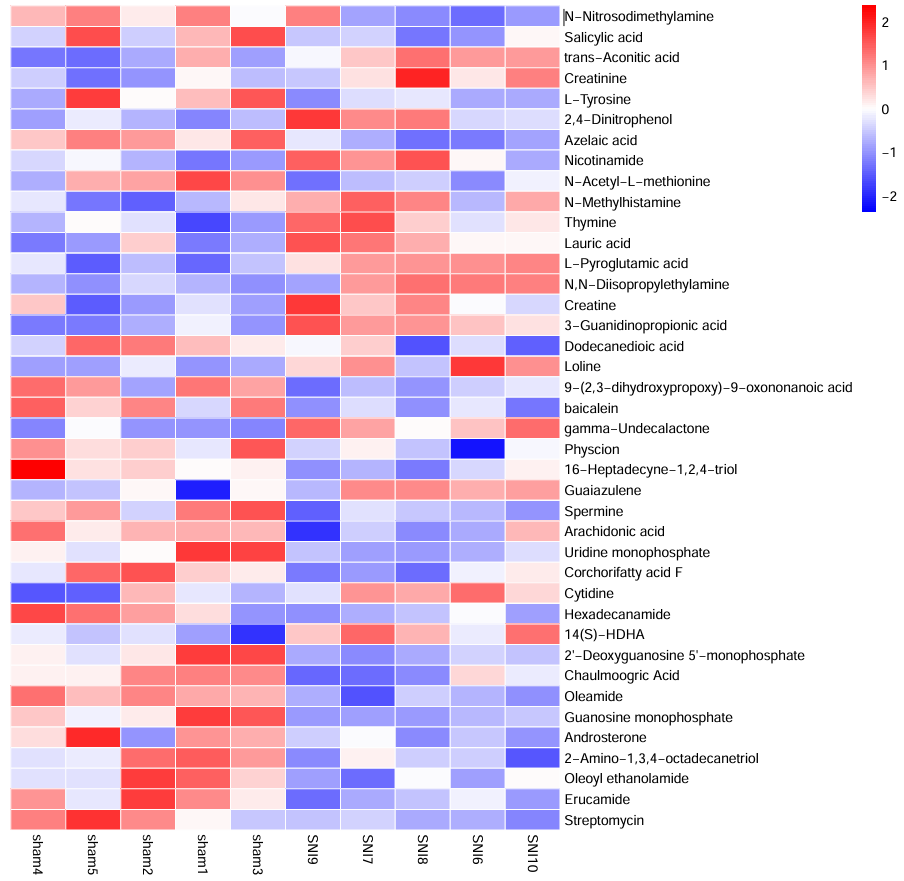 N−Nitrosodimethylamine
Salicylic acid
trans−Aconitic acid
Creatinine
L−Tyrosine
2,4−Dinitrophenol
Azelaic acid
Nicotinamide
N−Acetyl−L−methionine
N−Methylhistamine
Thymine
Lauric acid
L−Pyroglutamic acid
N,N−Diisopropylethylamine
Creatine
3−Guanidinopropionic acid
Dodecanedioic acid
Loline
9−(2,3−dihydroxypropoxy)−9−oxononanoic acid
baicalein
gamma−Undecalactone
Physcion
16−Heptadecyne−1,2,4−triol
Guaiazulene
Spermine
Arachidonic acid
Uridine monophosphate
Corchorifatty acid F
Cytidine
Hexadecanamide
14(S)−HDHA
2'−Deoxyguanosine 5'−monophosphate
Chaulmoogric Acid
Oleamide
Guanosine monophosphate
Androsterone
2−Amino−1,3,4−octadecanetriol
Oleoyl ethanolamide
Erucamide
Streptomycin
sham4
sham5
sham2
sham1
sham3
SNI9
SNI7
SNI8
SNI6
SNI10
2
1
0
−1
−2